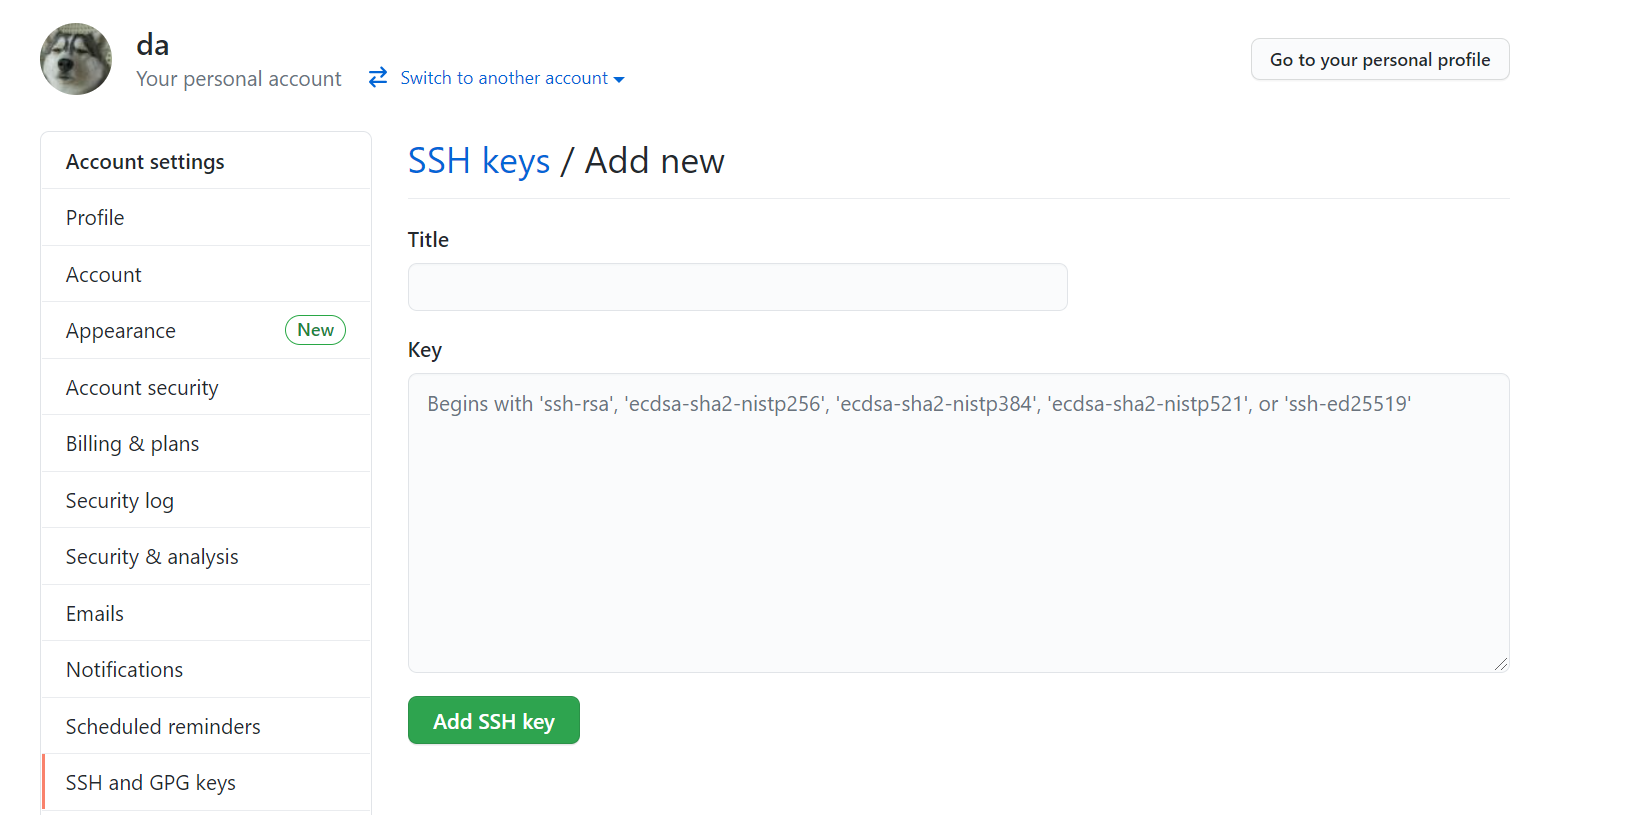 da
Your personal account
Switch to another account
Go to your personal profile
Account settings
Profile
Account
Appearance New
Account security
Billing & plans
Security log
Security & analysis
Emails
Notifications
Scheduled reminders
SSH and GPG keys
SSH keys / Add new
Title
Key
Begins with 'ssh-rsa', 'ecdsa-sha2-nistp256', 'ecdsa-sha2-nistp384', 'ecdsa-sha2-nistp521', or 'ssh-ed25519'
Add SSH key